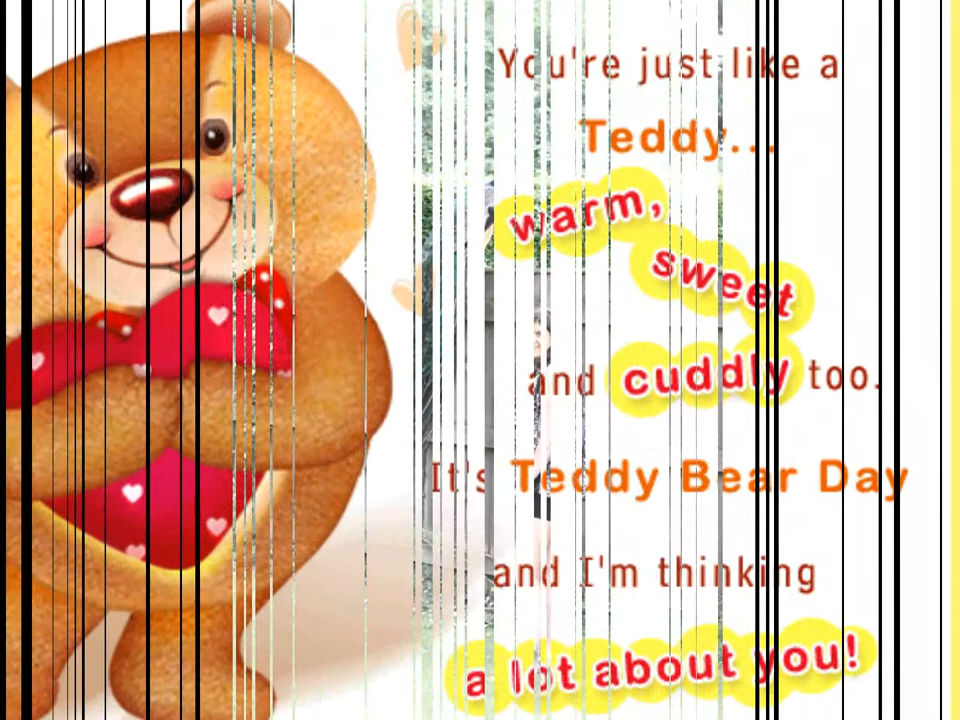 You're just like a
Teddy...
warm,
sweet
and cuddly too.
It's Teddy Bear Day
and I'm thinking
a lot about you!